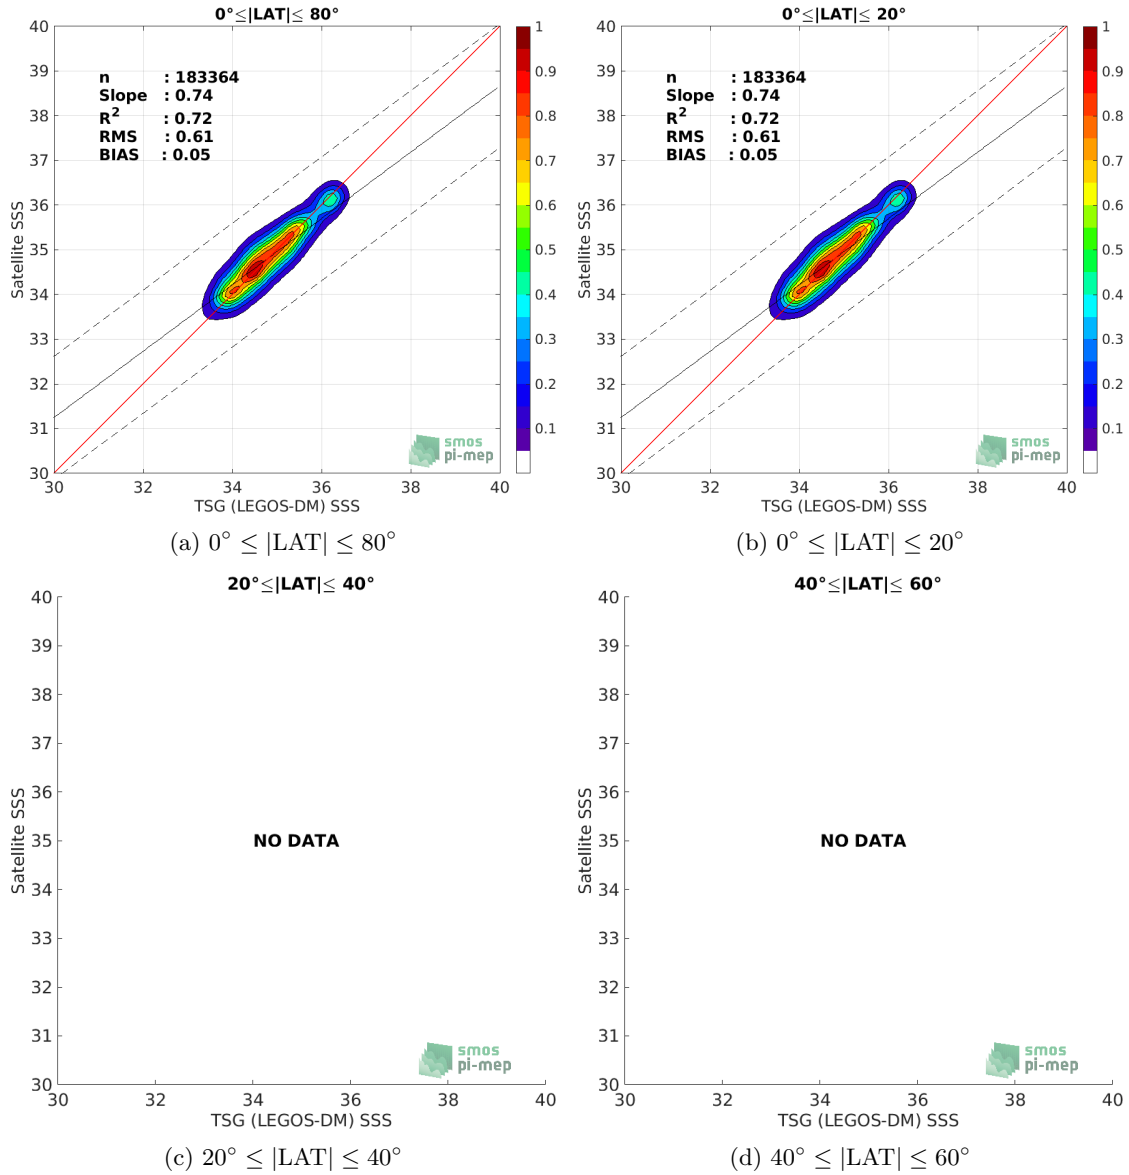 0°≤|LAT|≤ 80°
40
39
38
37
36
35
34
33
32
31
30
Satellite SSS
n : 183364
Slope : 0.74
R2 : 0.72
RMS : 0.61
BIAS : 0.05
smos
pi-mep
30 32 34 36 38 40
TSG (LEGOS-DM) SSS
1
0.9
0.8
0.7
0.6
0.5
0.4
0.3
0.2
0.1
(a) 0° ≤ |LAT| ≤ 80°
0°≤|LAT|≤ 20°
40
39
38
37
36
35
34
33
32
31
30
Satellite SSS
n : 183364
Slope : 0.74
R2 : 0.72
RMS : 0.61
BIAS : 0.05
smos
pi-mep
30 32 34 36 38 40
TSG (LEGOS-DM) SSS
1
0.9
0.8
0.7
0.6
0.5
0.4
0.3
0.2
0.1
(b) 0° ≤ |LAT| ≤ 20°
20°≤|LAT|≤ 40°
40
39
38
37
36
35
34
33
32
31
30
Satellite SSS
NO DATA
smos
pi-mep
30 32 34 36 38 40
TSG (LEGOS-DM) SSS
(c) 20° ≤ |LAT| ≤ 40°
40°≤|LAT|≤ 60°
40
39
38
37
36
35
34
33
32
31
30
Satellite SSS
NO DATA
smos
pi-mep
30 32 34 36 38 40
TSG (LEGOS-DM) SSS
(d) 40° ≤ |LAT| ≤ 60°